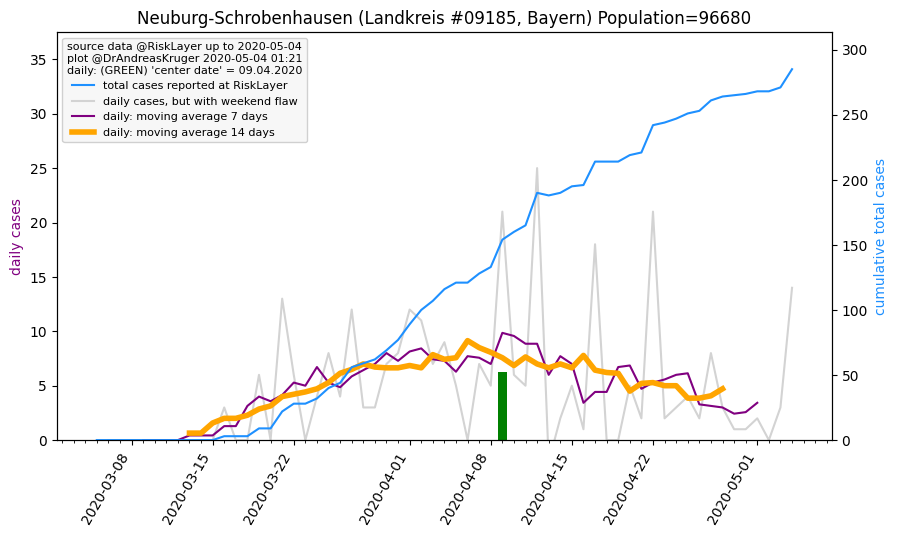 Neuburg-Schrobenhausen (Landkreis #09185, Bayern) Population=96680
source data @RiskLayer up to 2020-05-04
plot @DrAndreasKruger 2020-05-04 01:21
daily: (GREEN) 'center date' = 09.04.2020
total cases reported at RiskLayer
daily cases, but with weekend flaw
daily: moving average 7 days
daily: moving average 14 days
daily cases
35
30
25
20
15
10
5
0
300
250
200
150
100
50
0
cumulative total cases
2020-03-08
2020-03-15
2020-03-22
2020-04-01
2020-04-08
2020-04-15
2020-04-22
2020-05-01